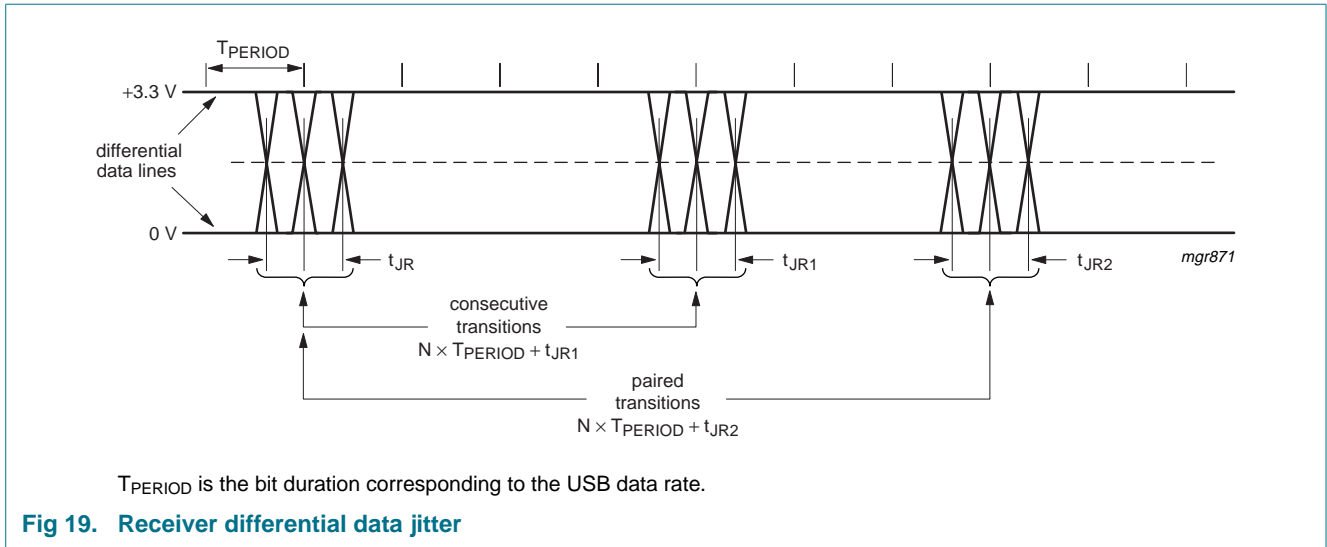 TPERIOD
+3.3 V
differential
data lines
0 V
tJR
tJR1
tJR2
mgr871
consecutive
transitions
N × TPERIOD + tJR1
paired
transitions
N × TPERIOD + tJR2
TPERIOD is the bit duration corresponding to the USB data rate.
Fig 19. Receiver differential data jitter